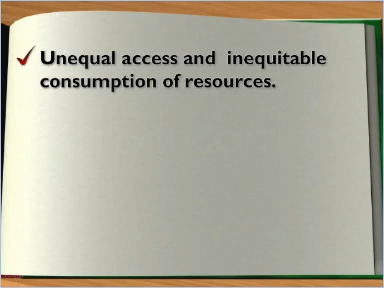 Unequal access and inequitable
consumption of resources.